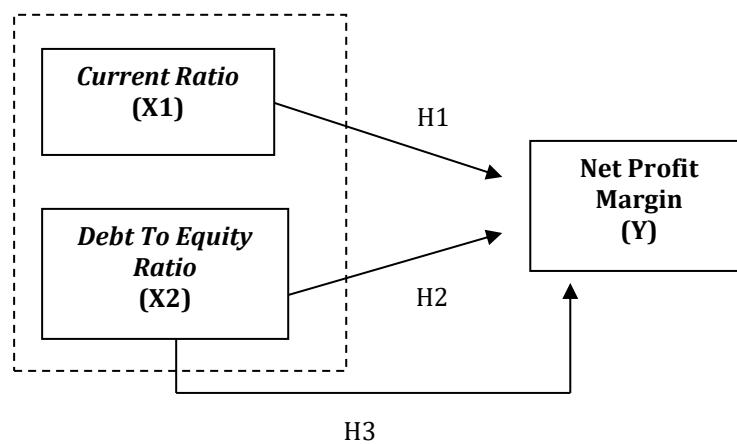 Current Ratio
(X1)
H1
Net Profit
Margin
(Y)
Debt To Equity
Ratio
(X2)
H2
H3